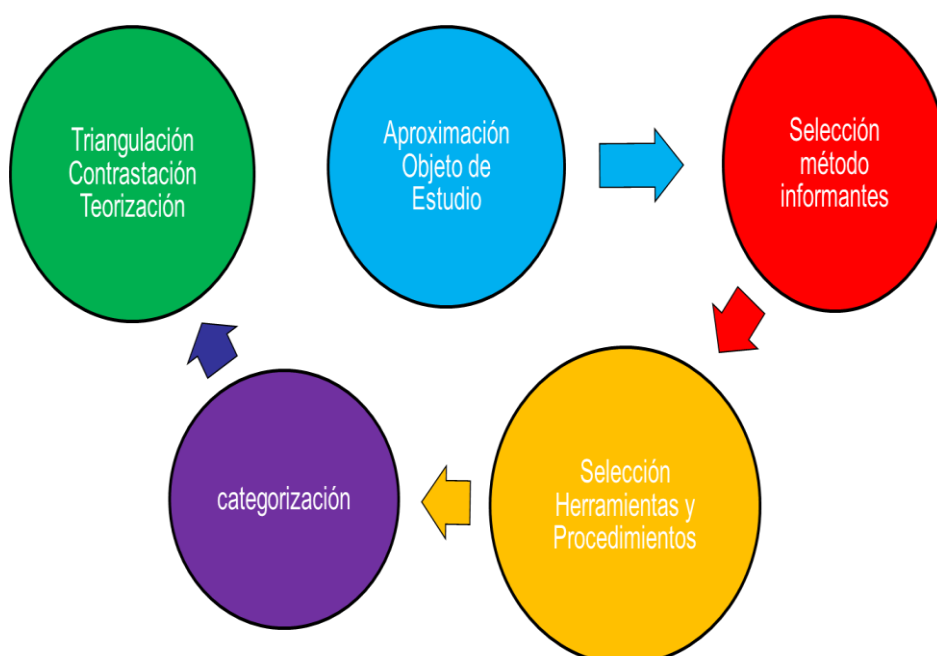 Triangulación
Contrastación
Teorización
Aproximación
Objeto de
Estudio
Selección
método
informantes
Selección
Herramientas y
Procedimientos
categorización